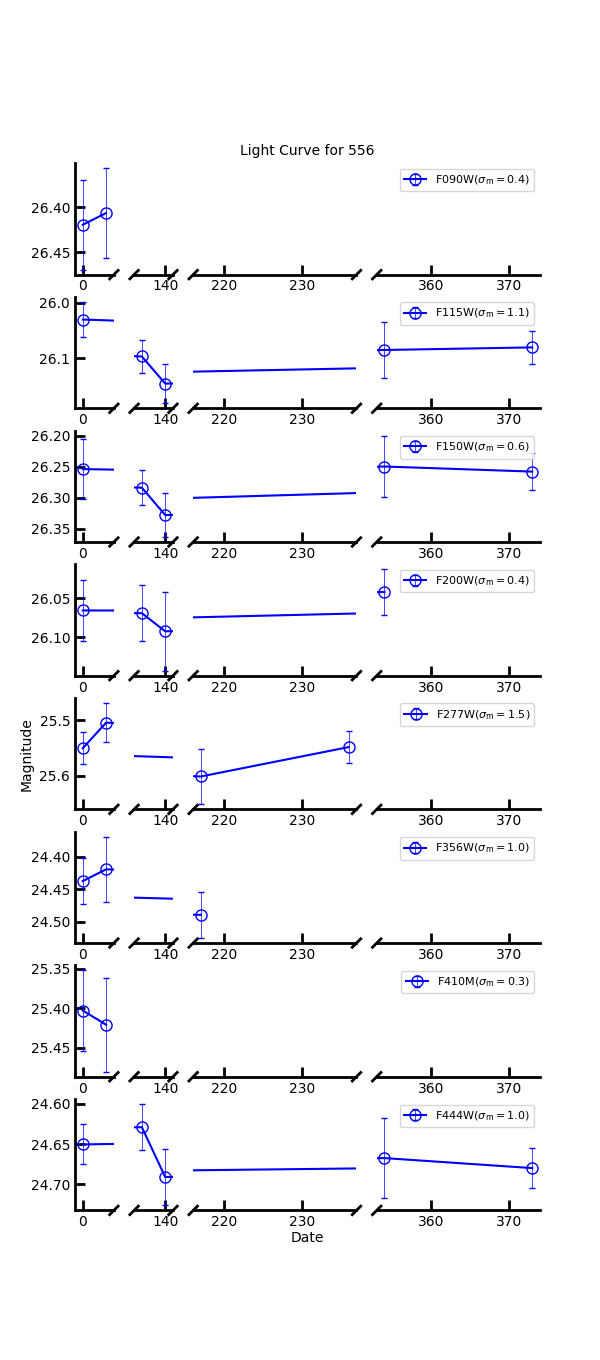 Light Curve for 556
F090W(σm = 0.4)
26.40
26.45
0 140 220 230 360 370
F115W(σm = 1.1)
26.0
26.1
0 140 220 230 360 370
F150W(σm = 0.6)
26.20
26.25
26.30
26.35
0 140 220 230 360 370
F200W(σm = 0.4)
26.05
26.10
0 140 220 230 360 370
F277W(σm = 1.5)
25.5
25.6
0 140 220 230 360 370
Magnitude
F356W(σm = 1.0)
24.40
24.45
24.50
0 140 220 230 360 370
F410M(σm = 0.3)
25.35
25.40
25.45
0 140 220 230 360 370
F444W(σm = 1.0)
24.60
24.65
24.70
0 140 220 230 360 370
Date